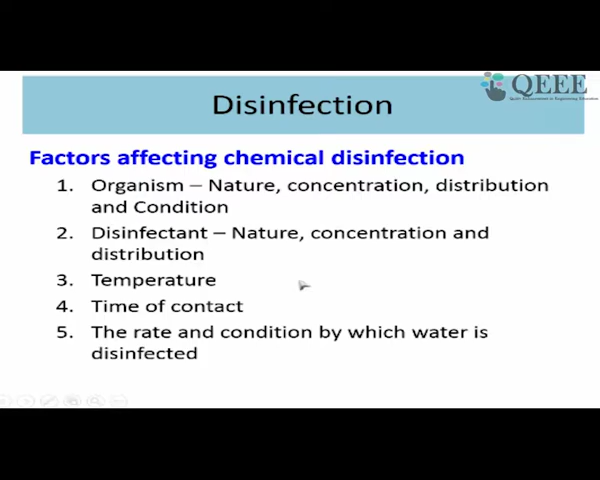 QEEE
Quality Enhancement in Engineering Education
Disinfection
Factors affecting chemical disinfection
1. Organism – Nature, concentration, distribution
and Condition
2. Disinfectant – Nature, concentration and
distribution
3. Temperature
4. Time of contact
5. The rate and condition by which water is
disinfected